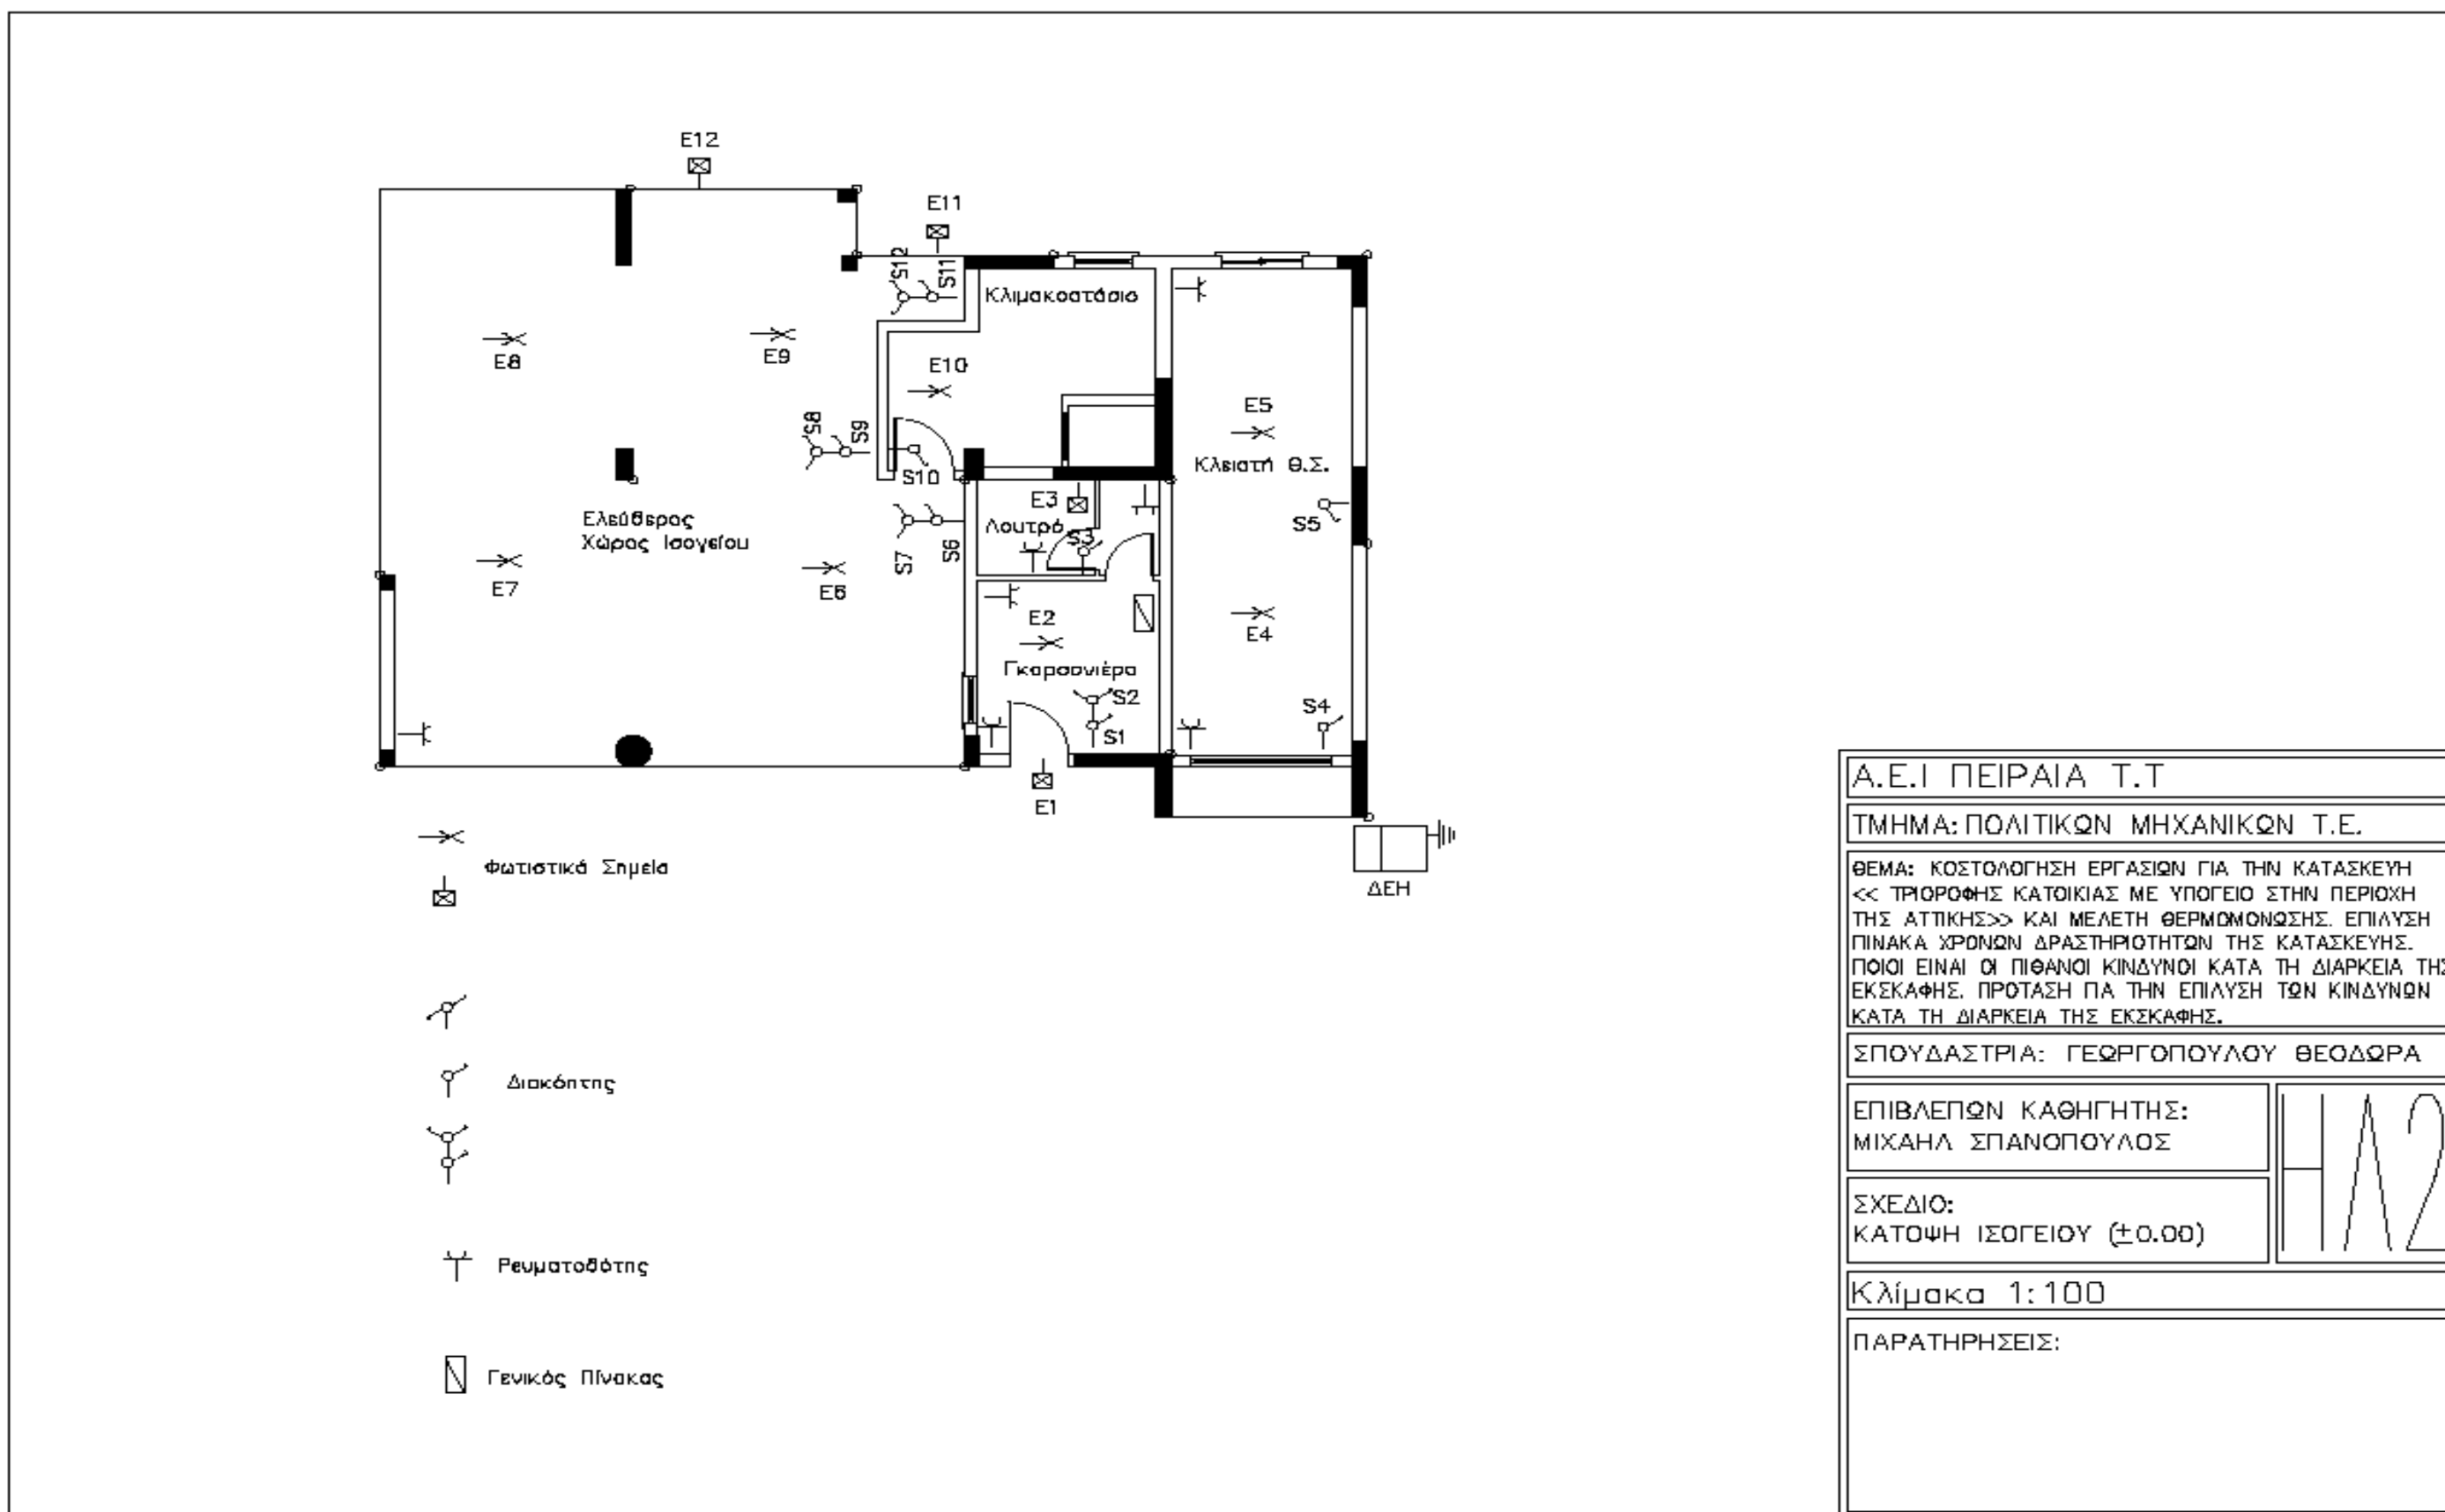 E12
E11
S12
S11
Κλιμακοστάσιο
E8
E9
E10
E5
S8
S9
S10
Κλειστή Θ.Σ.
E3
S5
Ελεύθερος
Χώρος Ισογείου
Λουτρό
S3
S7
S6
E7
E6
E2
E4
Γκαρσονιέρα
S2
S1
S4
E1
ΔΕΗ
Φωτιστικά Σημεία
Διακόπτης
Ρευματοδότης
Γενικός Πίνακας
Α.Ε.Ι ΠΕΙΡΑΙΑ Τ.Τ
ΤΜΗΜΑ: ΠΟΛΙΤΙΚΩΝ ΜΗΧΑΝΙΚΩΝ Τ.Ε.
ΘΕΜΑ: ΚΟΣΤΟΛΟΓΗΣΗ ΕΡΓΑΣΙΩΝ ΓΙΑ ΤΗΝ ΚΑΤΑΣΚΕΥΗ
<< ΤΡΙΟΡΟΦΗΣ ΚΑΤΟΙΚΙΑΣ ΜΕ ΥΠΟΓΕΙΟ ΣΤΗΝ ΠΕΡΙΟΧΗ
ΤΗΣ ΑΤΤΙΚΗΣ>> ΚΑΙ ΜΕΛΕΤΗ ΘΕΡΜΟΜΟΝΩΣΗΣ. ΕΠΙΛΥΣΗ
ΠΙΝΑΚΑ ΧΡΟΝΩΝ ΔΡΑΣΤΗΡΙΟΤΗΤΩΝ ΤΗΣ ΚΑΤΑΣΚΕΥΗΣ.
ΠΟΙΟΙ ΕΙΝΑΙ ΟΙ ΠΙΘΑΝΟΙ ΚΙΝΔΥΝΟΙ ΚΑΤΑ ΤΗ ΔΙΑΡΚΕΙΑ ΤΗΣ
ΕΚΣΚΑΦΗΣ. ΠΡΟΤΑΣΗ ΓΙΑ ΤΗΝ ΕΠΙΛΥΣΗ ΤΩΝ ΚΙΝΔΥΝΩΝ
ΚΑΤΑ ΤΗ ΔΙΑΡΚΕΙΑ ΤΗΣ ΕΚΣΚΑΦΗΣ.
ΣΠΟΥΔΑΣΤΡΙΑ: ΓΕΩΡΓΟΠΟΥΛΟΥ ΘΕΟΔΩΡΑ
ΕΠΙΒΛΕΠΩΝ ΚΑΘΗΓΗΤΗΣ:
ΜΙΧΑΗΛ ΣΠΑΝΟΠΟΥΛΟΣ
ΗΛ2
ΣΧΕΔΙΟ:
ΚΑΤΟΨΗ ΙΣΟΓΕΙΟΥ (±0.00)
Κλίμακα 1:100
ΠΑΡΑΤΗΡΗΣΕΙΣ: